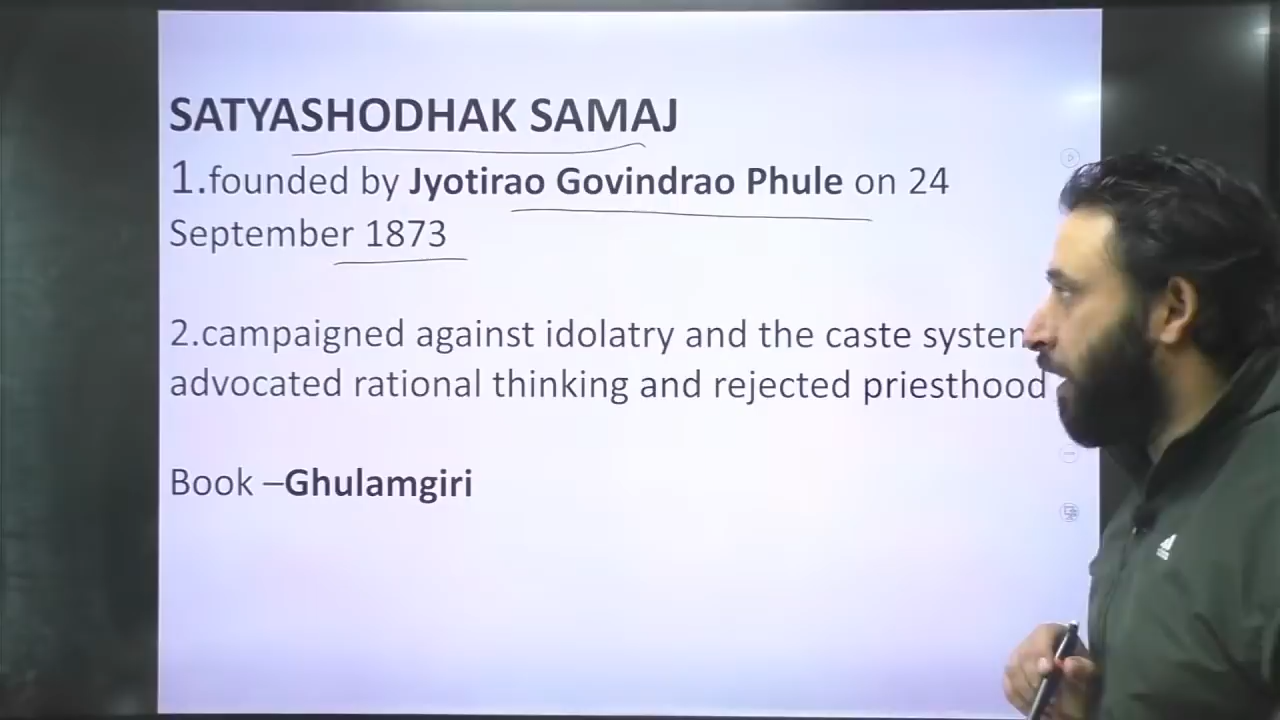 SATYASHODHAK SAMAJ
1.founded by Jyotirao Govindrao Phule on 24
September 1873
2.campaigned against idolatry and the caste system
advocated rational thinking and rejected priesthood
Book –Ghulamgiri